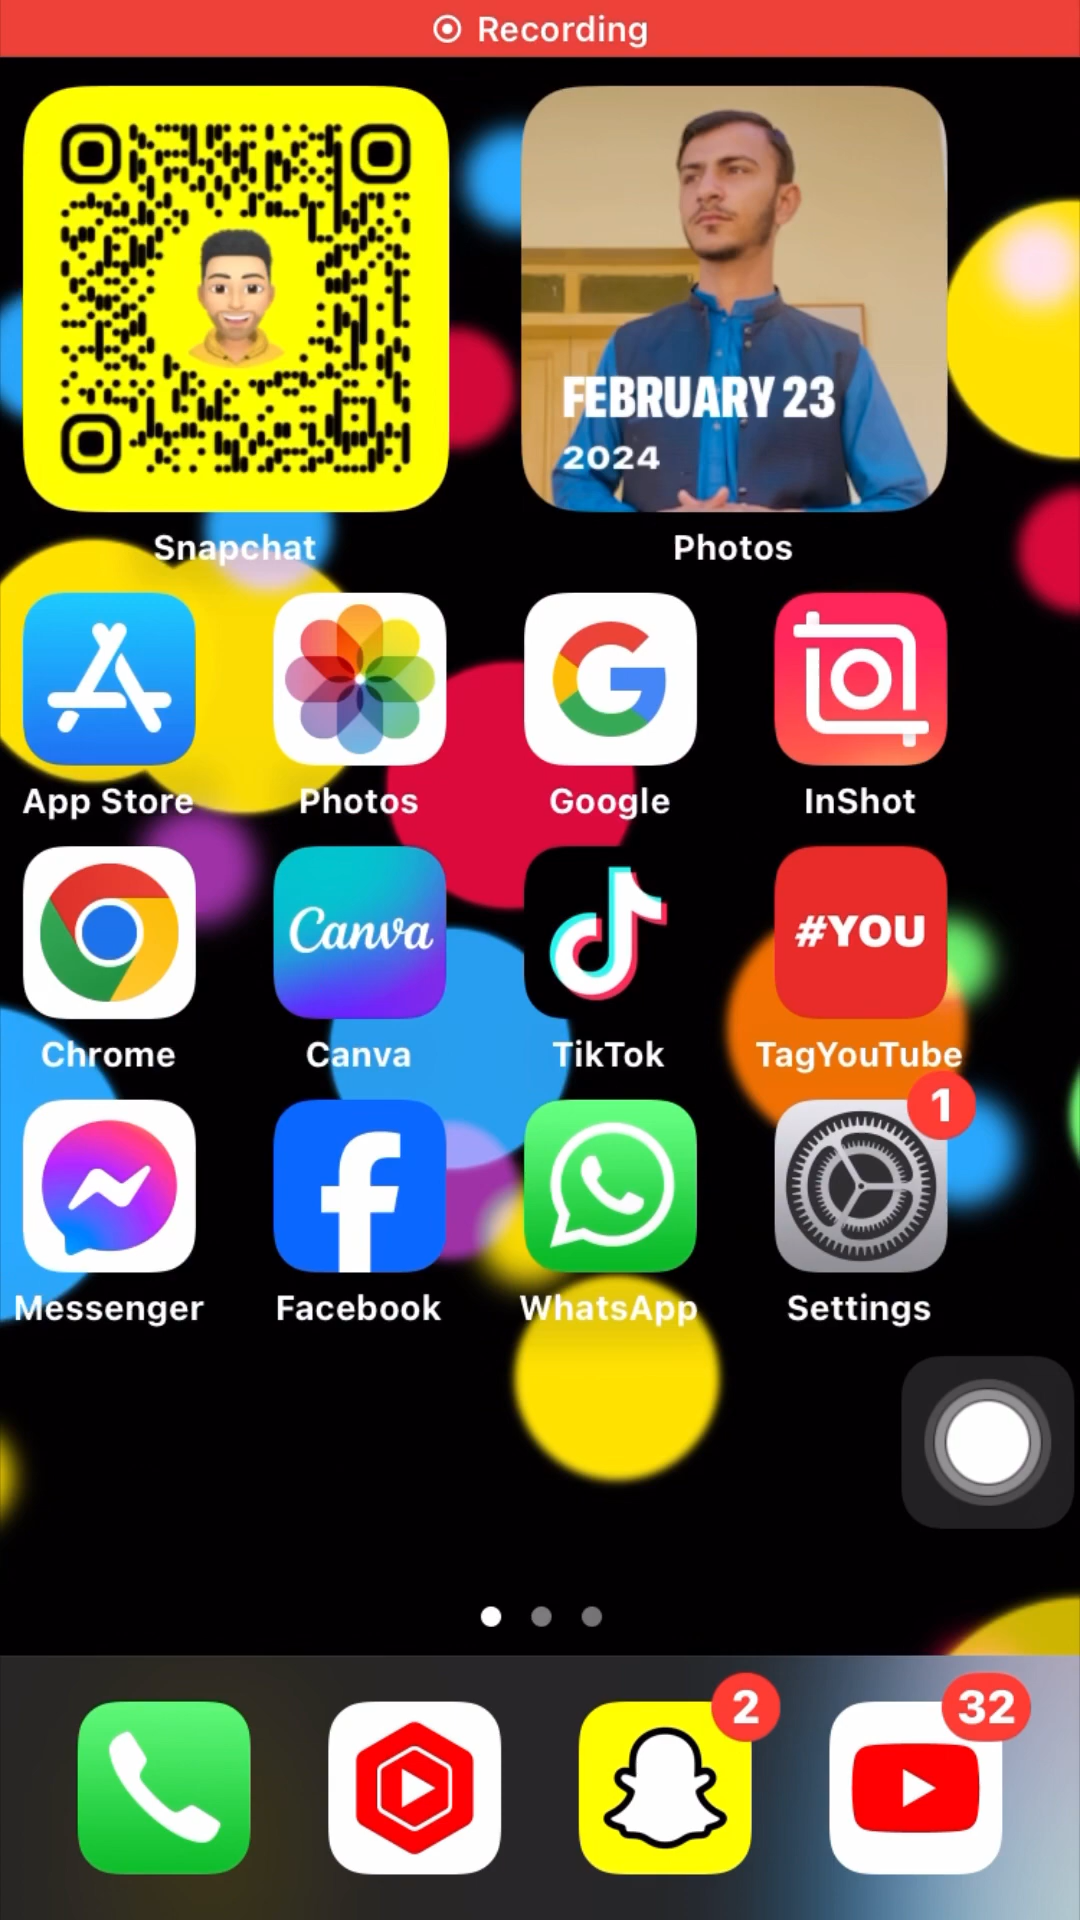 Recording
FEBRUARY 23
2024
Snapchat
Photos
App Store
Photos
Google
InShot
Canva
#YOU
Chrome
Canva
TikTok
TagYouTube
1
Messenger
Facebook
WhatsApp
Settings
2
32